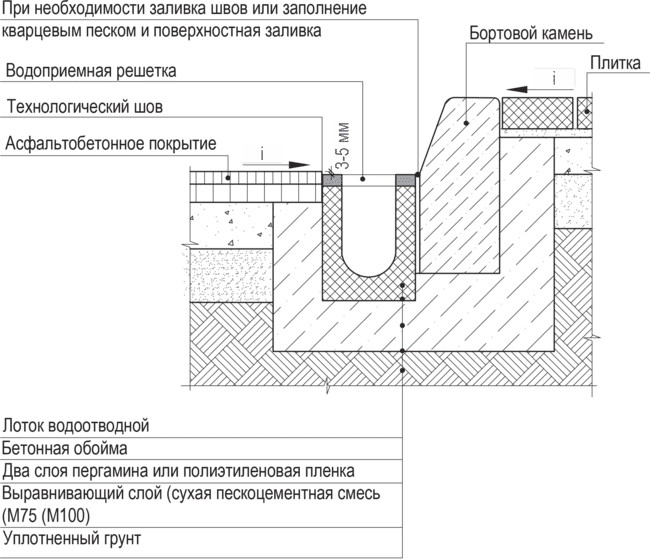 При необходимости заливка швов или заполнение
кварцевым песком и поверхностная заливка
Бортовой камень
Водоприемная решетка
Плитка
i
Технологический шов
3-5 мм
Асфальтобетонное покрытие
i
Лоток водоотводной
Бетонная обойма
Два слоя пергамина или полиэтиленовая пленка
Выравнивающий слой (сухая пескоцементная смесь
(М75 (М100)
Уплотненный грунт